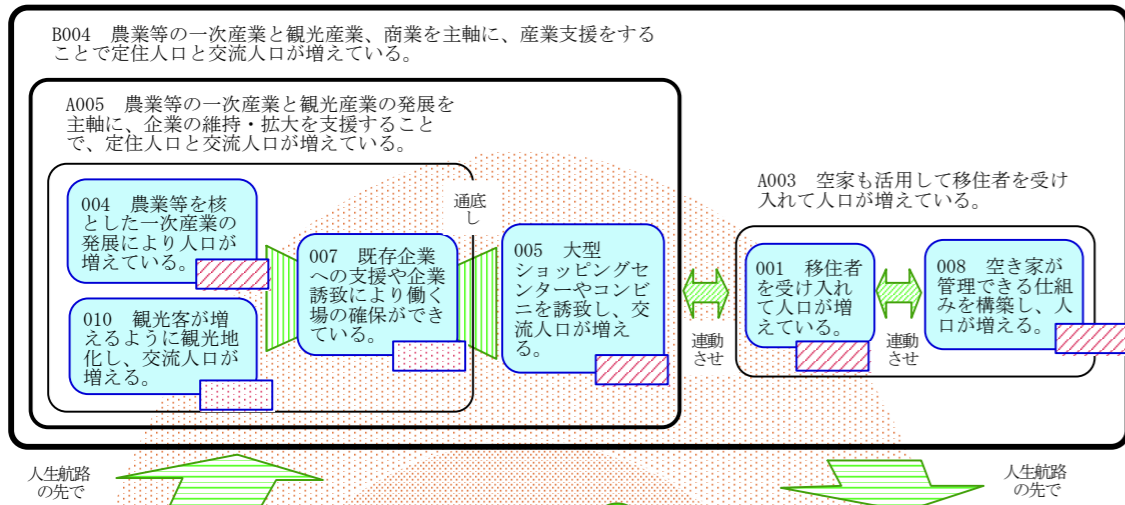 B004　農業等の一次産業と観光産業、商業を主軸に、産業支援をする
ことで定住人口と交流人口が増えている。
A005　農業等の一次産業と観光産業の発展を
主軸に、企業の維持・拡大を支援すること
で、定住人口と交流人口が増えている。
004　農業等を核
とした一次産業の
発展により人口が
増えている。
010　観光客が増
えるように観光地
化し、交流人口が
増える。
007　既存企業
への支援や企業
誘致により働く
場の確保ができ
ている。
通底
し
005　大型
ショッピングセ
ンターやコンビ
ニを誘致し、交
流人口が増え
る。
連動
させ
A003　空家も活用して移住者を受け
入れて人口が増えている。
001　移住者
を受け入れ
て人口が増
えている。
連動
させ
008　空き家が
管理できる仕組
みを構築し、人
口が増える。
人生航路
の先で
人生航路
の先で